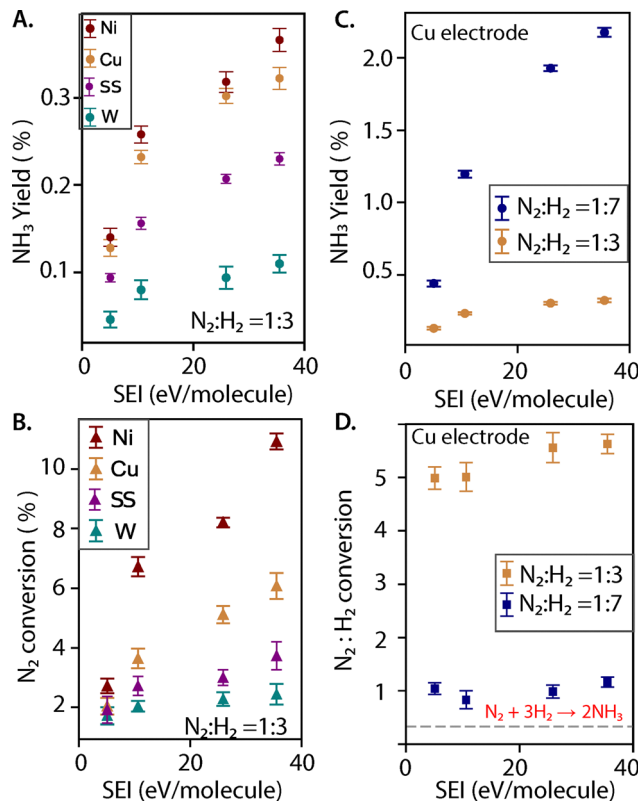 A.
Ni
Cu
SS
W
0.3
0.2
0.1
NH₃ Yield (%)
N₂:H₂ =1:3
0
20
40
SEI (eV/molecule)
C.
Cu electrode
2.0
1.5
1.0
0.5
NH₃ Yield (%)
N₂:H₂ =1:7
N₂:H₂ =1:3
0
20
40
SEI (eV/molecule)
B.
Ni
Cu
SS
W
10
8
6
4
2
N₂ conversion (%)
N₂:H₂ =1:3
0
20
40
SEI (eV/molecule)
D.
Cu electrode
5
4
3
2
1
0
N₂ : H₂ conversion
N₂:H₂ =1:3
N₂:H₂ =1:7
N₂ + 3H₂ → 2NH₃
0
20
40
SEI (eV/molecule)